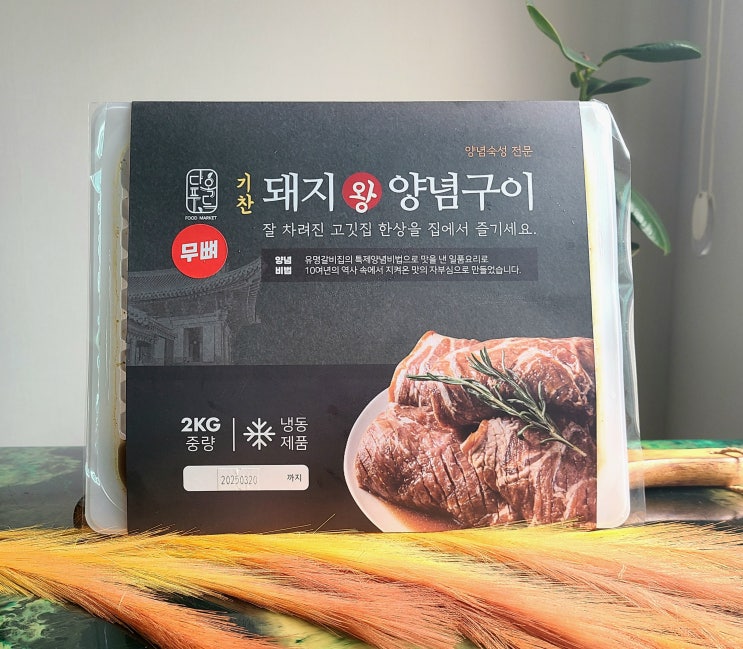 양념숙성 전문
기찬 돼지 왕 양념구이
FOOD MARKET
잘 차려진 고깃집 한상을 집에서 즐기세요.
무뼈
양념 유명갈비집의 특제양념비법으로 맛을 낸 일품요리로
비법 10여년의 역사 속에서 지켜온 맛의 자부심으로 만들었습니다.
2KG 냉동
중량 제품
20250320 까지